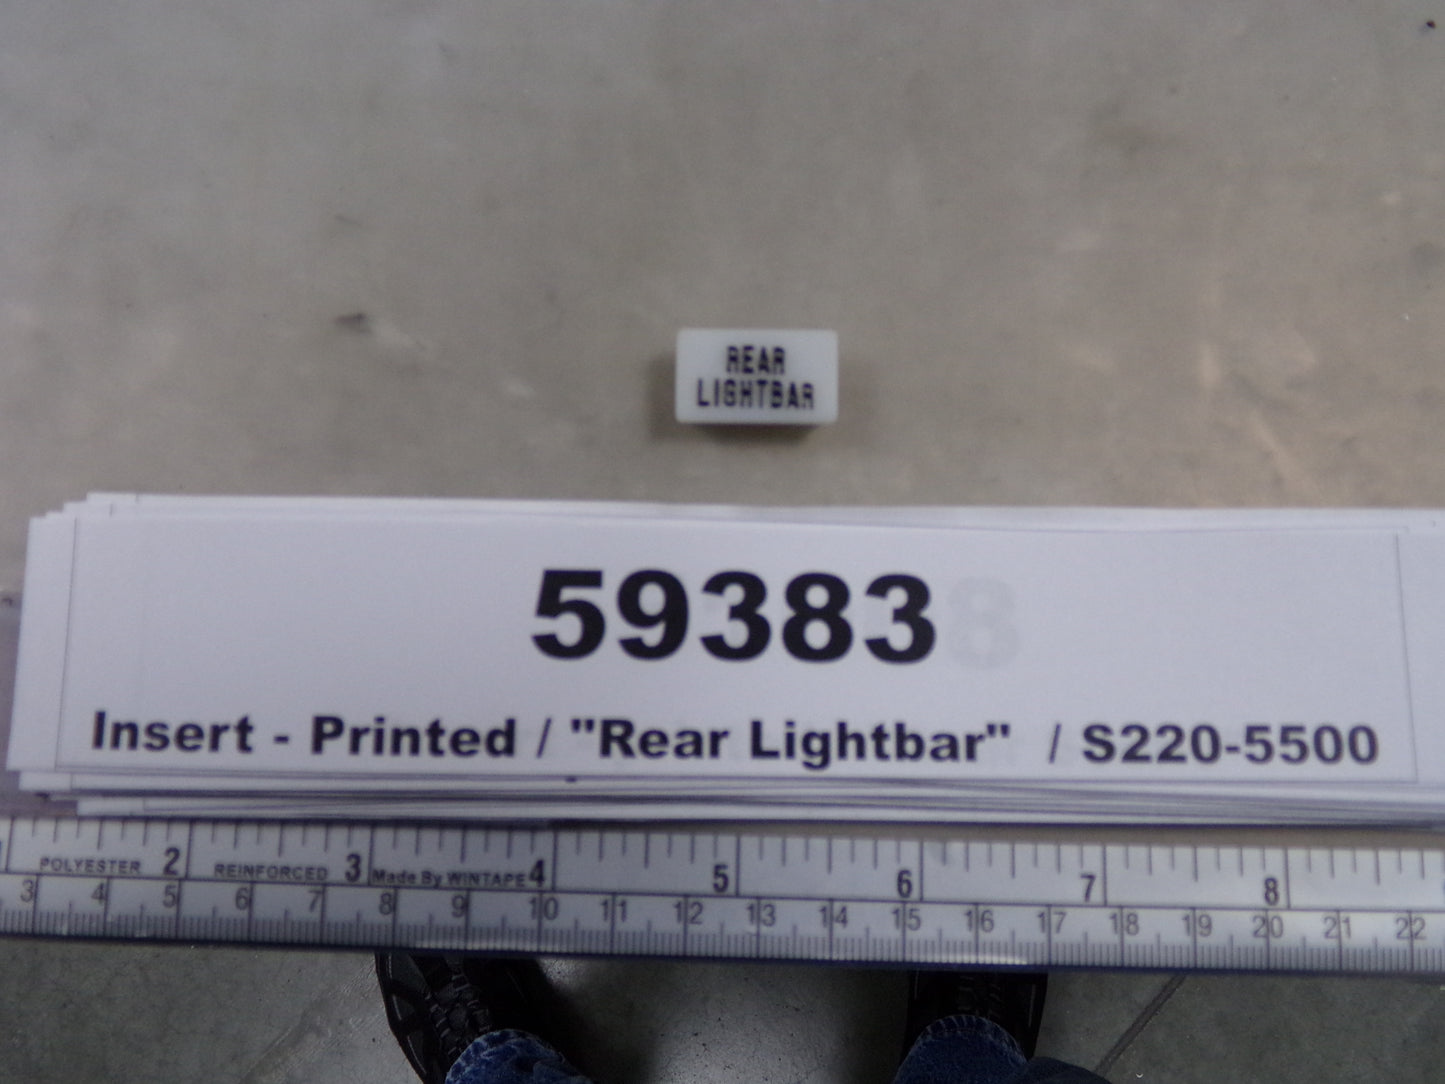 REAR
LIGHTBAR
59383
Insert - Printed / "Rear Lightbar" / S220-5500
POLYESTER 2 REINFORCED 3 Made By WINTAPE 4 5 6 7 8
3 4 5 6 7 8 9 10 11 12 13 14 15 16 17 18 19 20 21 22